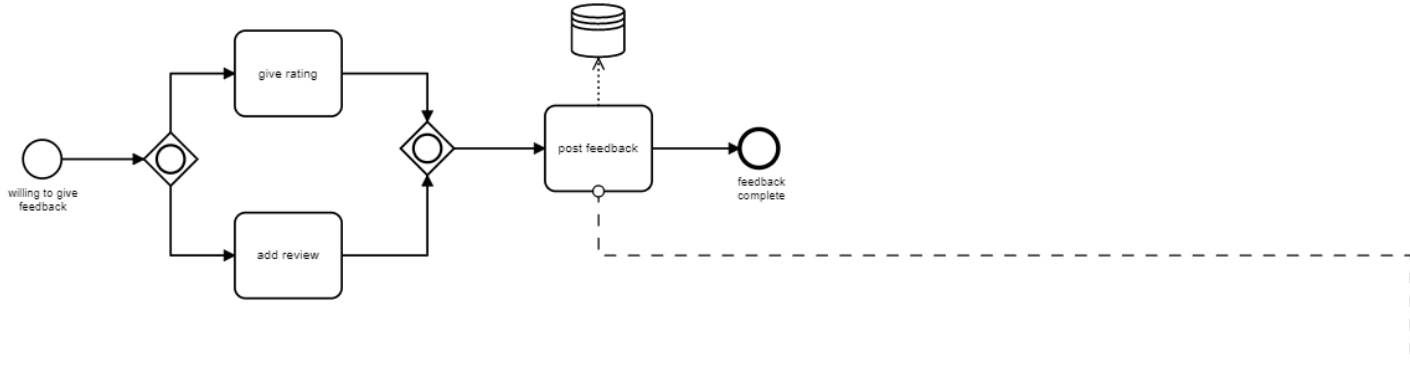 give rating
willing to give
feedback
post feedback
feedback
complete
add review